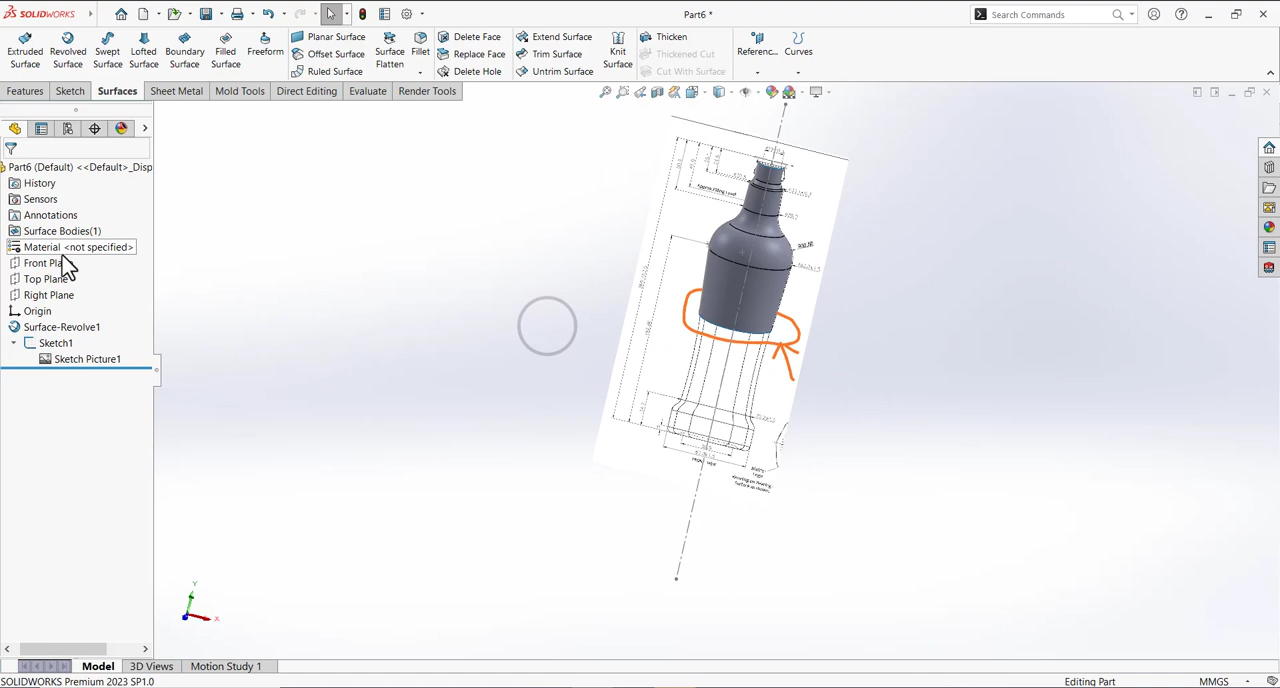 SOLIDWORKS
Part6 *
Search Commands
Extruded Surface
Revolved Surface
Swept Surface
Lofted Surface
Boundary Surface
Filled Surface
Freeform
Planar Surface
Offset Surface
Ruled Surface
Surface Flatten
Fillet
Delete Face
Replace Face
Delete Hole
Extend Surface
Trim Surface
Untrim Surface
Knit Surface
Thicken
Thickened Cut
Cut With Surface
Referenc...
Curves
Features
Sketch
Surfaces
Sheet Metal
Mold Tools
Direct Editing
Evaluate
Render Tools
Part6 (Default) <<Default>_Disp
History
Sensors
Annotations
Surface Bodies(1)
Material <not specified>
Front Pla
Top Plane
Right Plane
Origin
Surface-Revolve1
Sketch1
Sketch Picture1
Approx Filling Level
FRONT VIEW
Y
X
Model
3D Views
Motion Study 1
SOLIDWORKS Premium 2023 SP1.0
Editing Part
MMGS